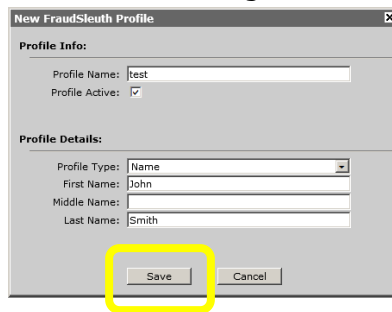 New FraudSleuth Profile
Profile Info:
Profile Name: test
Profile Active:
Profile Details:
Profile Type: Name
First Name: John
Middle Name:
Last Name: Smith
Save Cancel